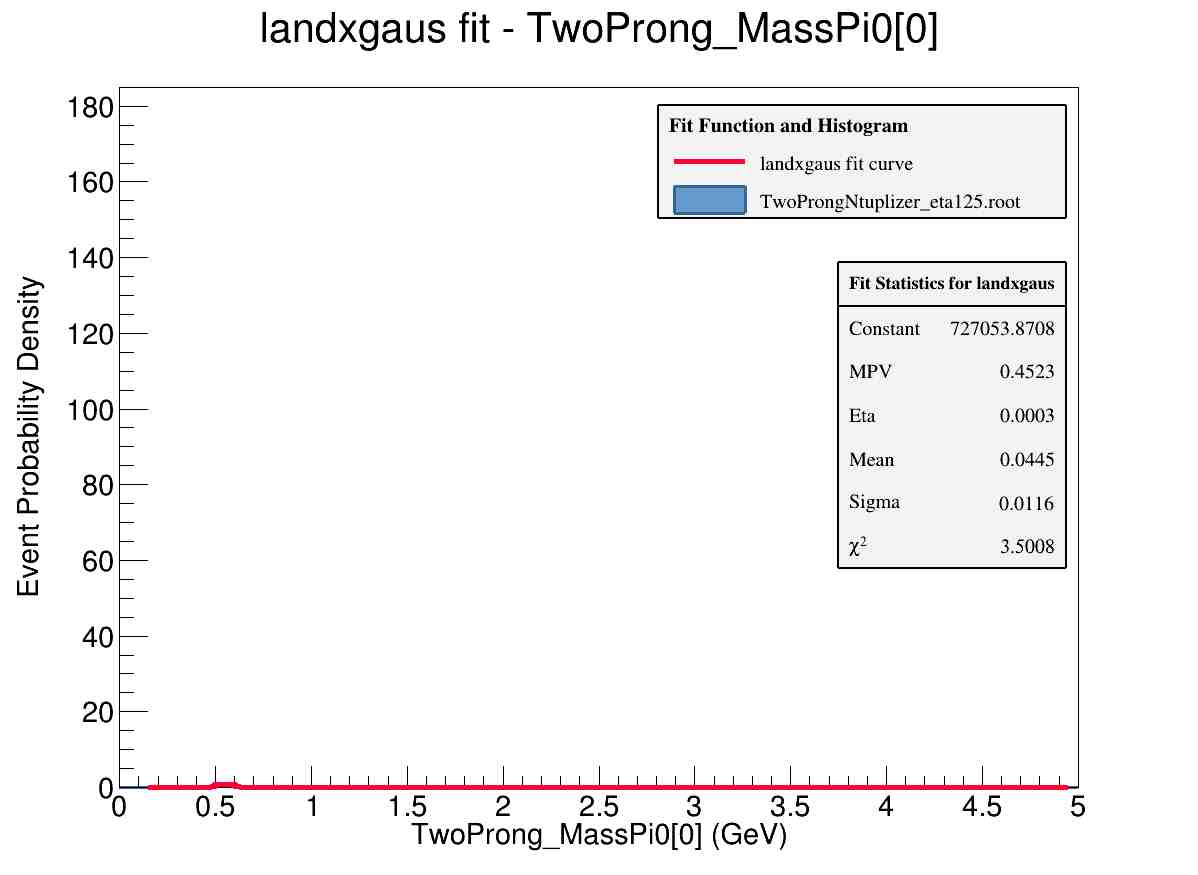 landxgaus fit - TwoProng_MassPi0[0]
Fit Function and Histogram
landxgaus fit curve
TwoProngNtuplizer_eta125.root
Fit Statistics for landxgaus
Constant 727053.8708
MPV 0.4523
Eta 0.0003
Mean 0.0445
Sigma 0.0116
χ² 3.5008
Event Probability Density
180
160
140
120
100
80
60
40
20
0
0 0.5 1 1.5 2 2.5 3 3.5 4 4.5 5
TwoProng_MassPi0[0] (GeV)